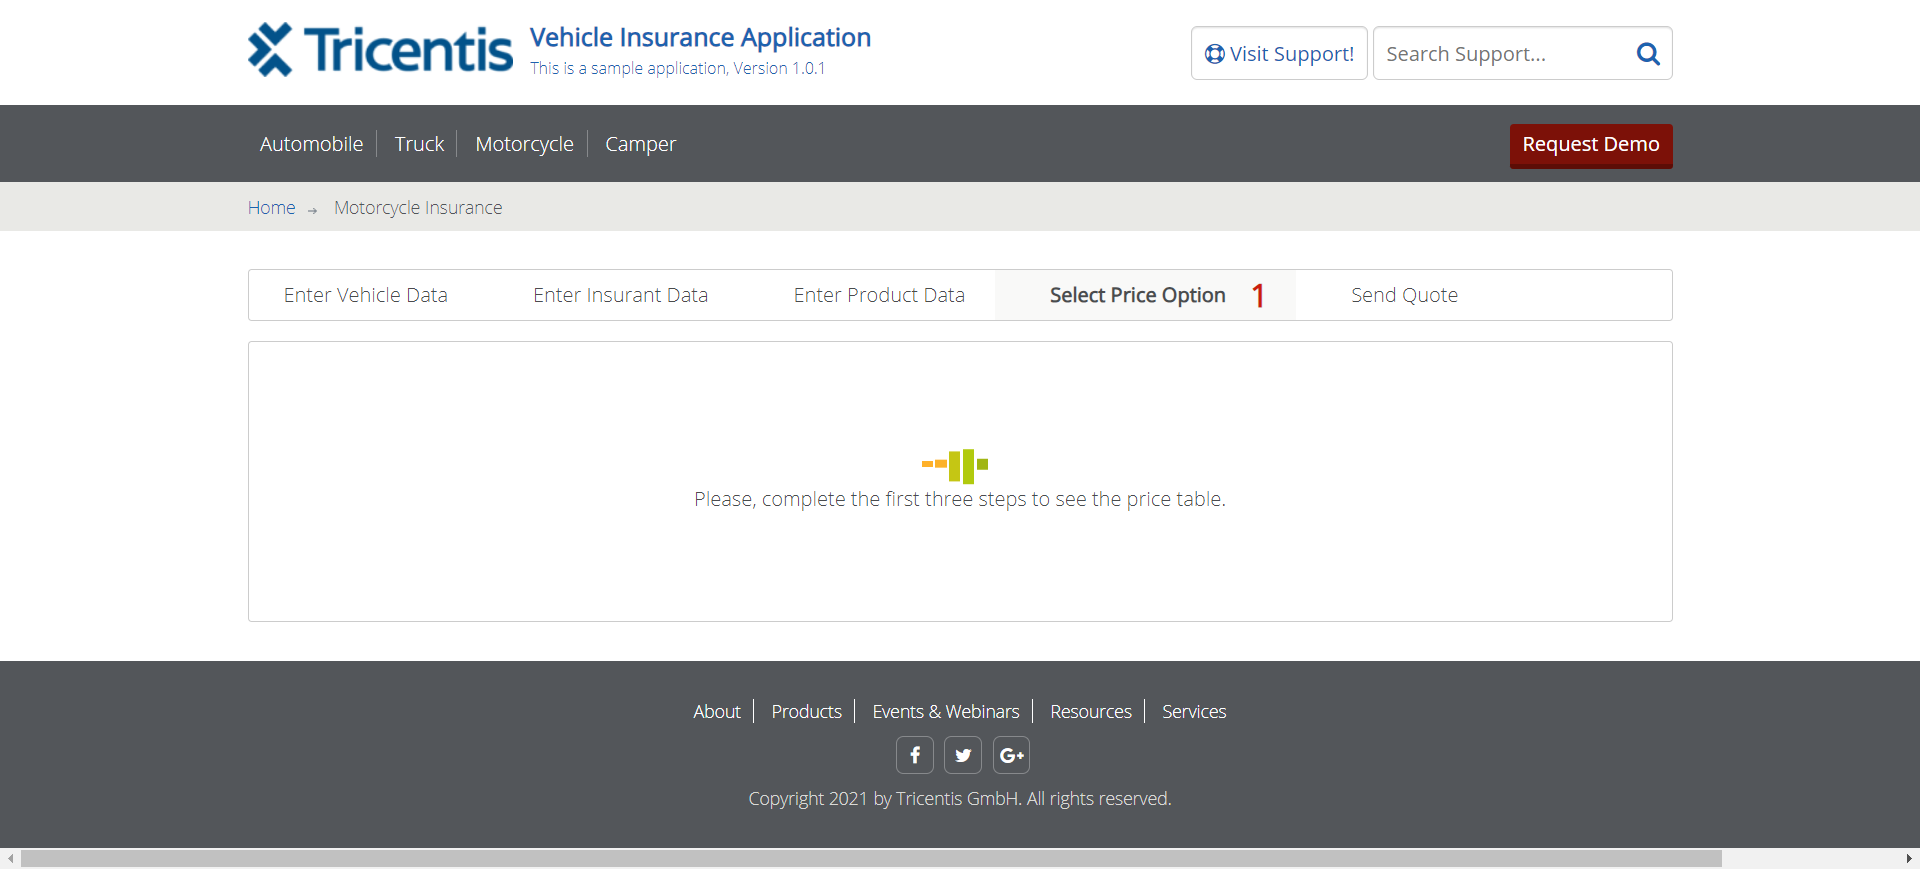 Tricentis
Vehicle Insurance Application
This is a sample application, Version 1.0.1
Visit Support!
Search Support...
Automobile
Truck
Motorcycle
Camper
Request Demo
Home → Motorcycle Insurance
Enter Vehicle Data
Enter Insurant Data
Enter Product Data
Select Price Option 1
Send Quote
Please, complete the first three steps to see the price table.
About
Products
Events & Webinars
Resources
Services
Copyright 2021 by Tricentis GmbH. All rights reserved.